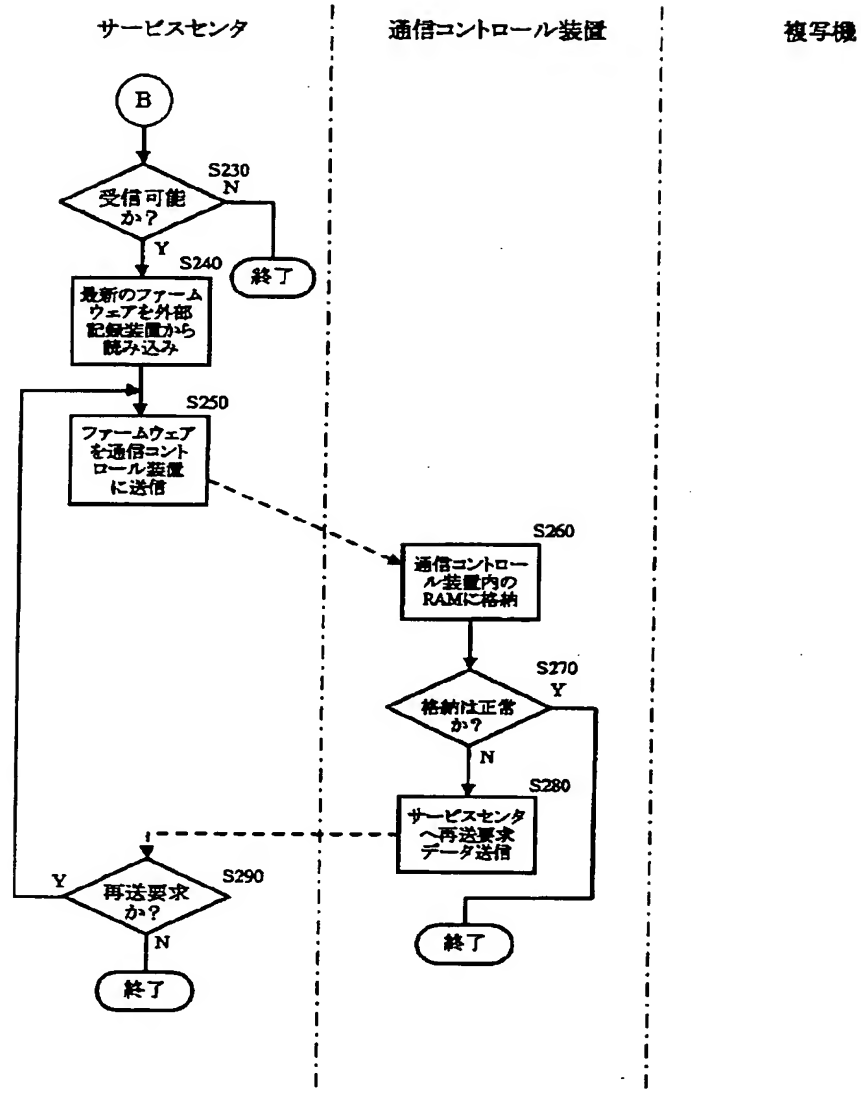 サービスセンタ
通信コントロール装置
複写機
B
S230
受信可能
か？
N
Y
終了
S240
最新のファーム
ウェアを外部
記録装置から
読み込み
S250
ファームウェア
を通信コント
ロール装置
に送信
S260
通信コントロー
ル装置内の
RAMに格納
S270
格納は正常
か？
Y
N
S280
サービスセンタ
へ再送要求
データ送信
S290
Y
再送要求
か？
N
終了
終了